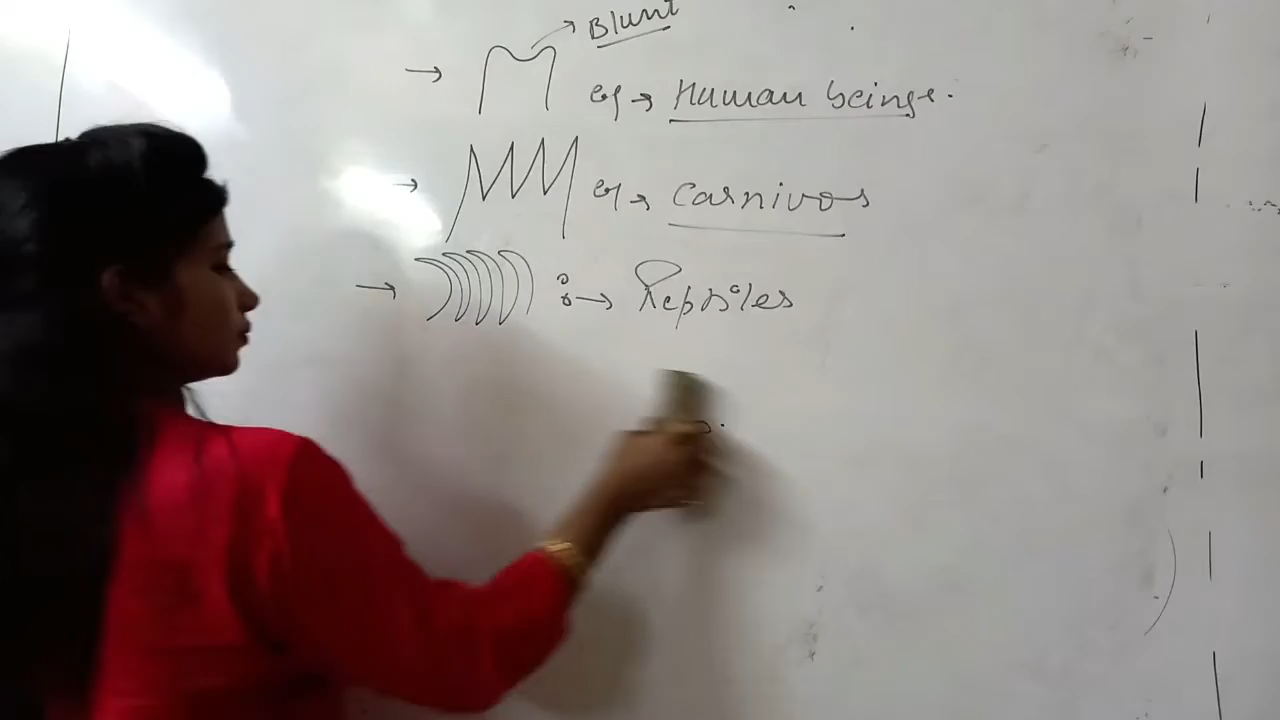 → Blunt
→ eg → Human beings.
→ eg → Carnivos
→ : → Reptiles